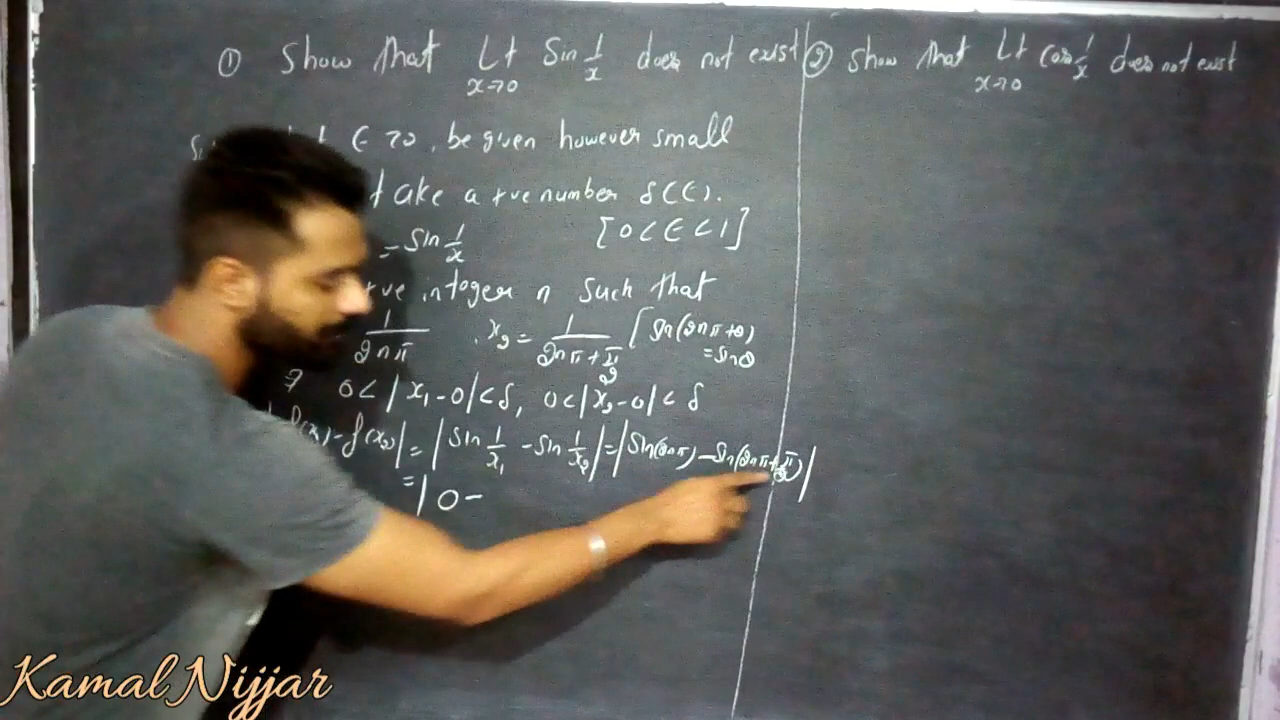 ① Show that Lt x→0 Sin 1/x does not exist
∈ >0, be given however small
take a +ve number δ(∈).
= Sin 1/x [0<∈<1]
+ve integer n such that
1/2nπ , x₂ = 1/(2nπ+π/2) [Sin(2nπ+θ) = Sinθ
0<|x₁-0|<δ, 0<|x₂-0|<δ
f(x₁)-f(x₂)| = |Sin 1/x₁ - Sin 1/x₂| = |Sin(2nπ) - Sin(2nπ+π/2)|
= |0-
② Show that Lt x→0 Cos 1/x does not exist
Kamal Nijjar